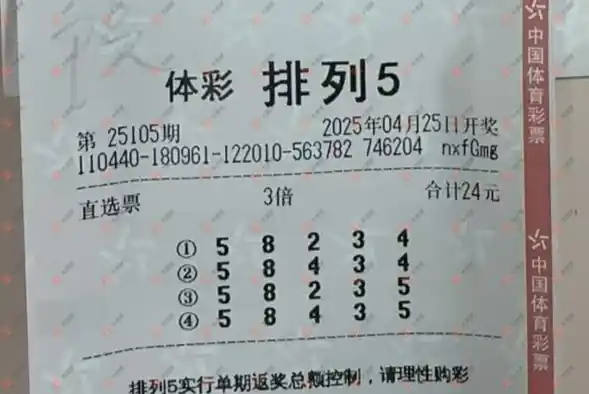 体彩 排列5
第 25105期 2025年04月25日开奖
110440-180961-122010-563782 746204 nxfGmg
直选票 3倍 合计24元
① 5 8 2 3 4
② 5 8 4 3 4
③ 5 8 2 3 5
④ 5 8 4 3 5
排列5实行单期返奖总额控制，请理性购彩
中国体育彩票
中国体育彩票